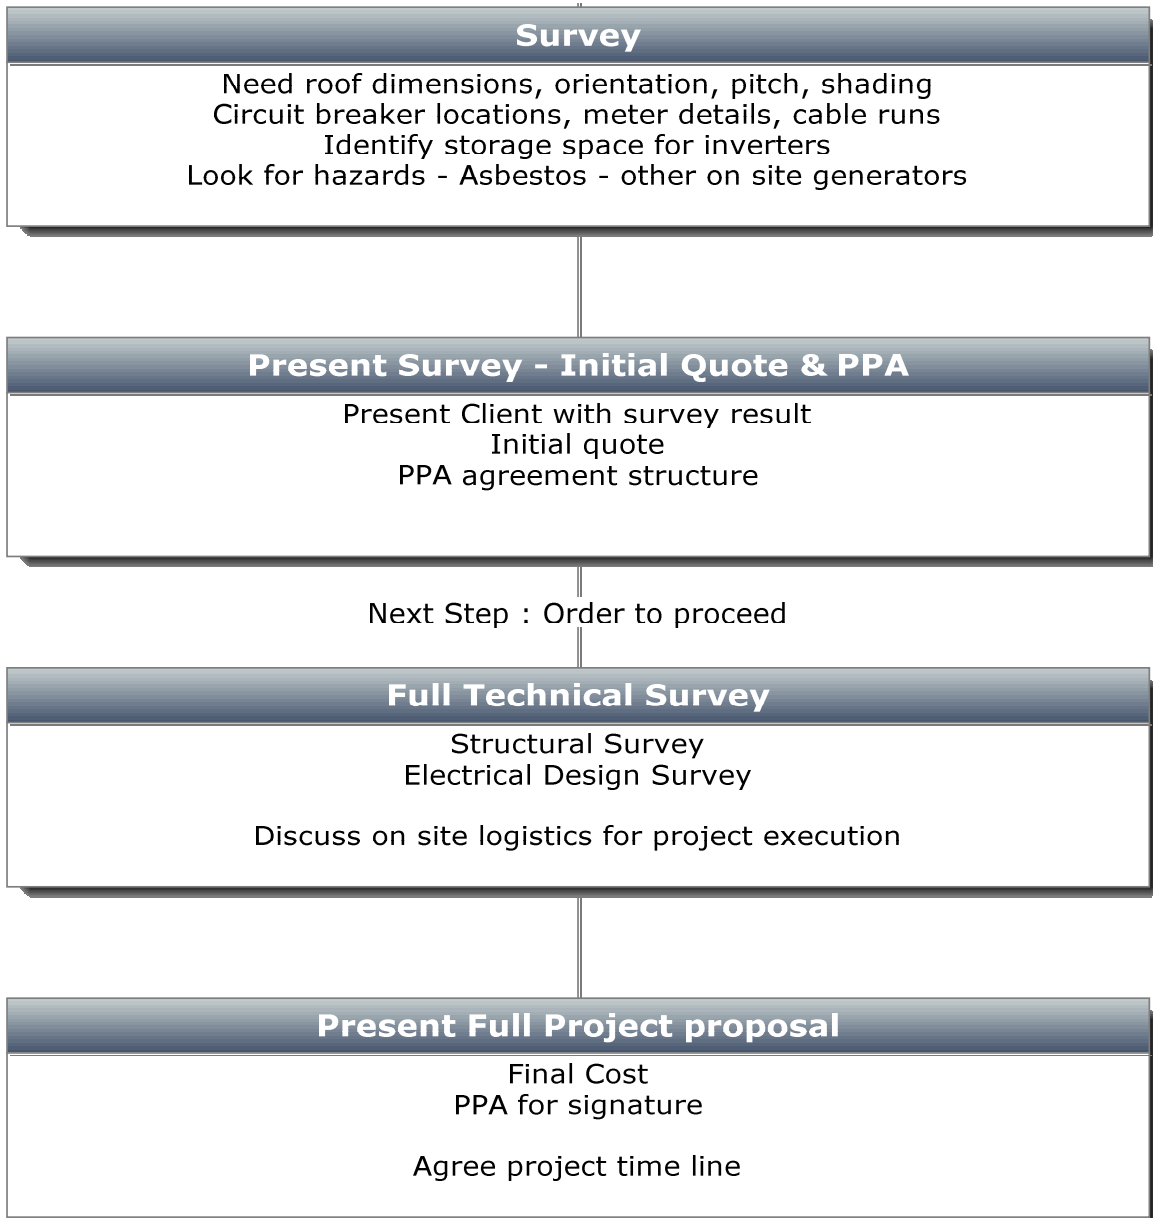 Survey
Need roof dimensions, orientation, pitch, shading
Circuit breaker locations, meter details, cable runs
Identify storage space for inverters
Look for hazards - Asbestos - other on site generators
Present Survey - Initial Quote & PPA
Present Client with survey result
Initial quote
PPA agreement structure
Next Step : Order to proceed
Full Technical Survey
Structural Survey
Electrical Design Survey
Discuss on site logistics for project execution
Present Full Project proposal
Final Cost
PPA for signature
Agree project time line